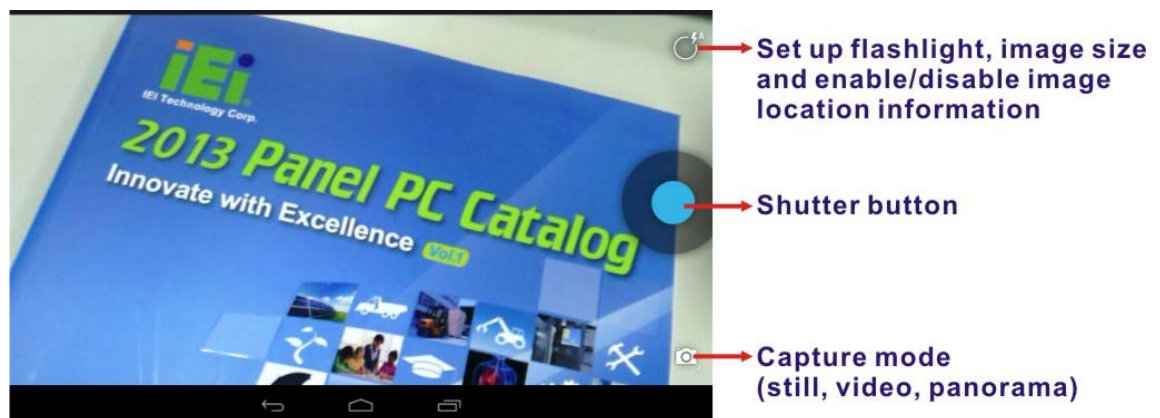 iEi
IEI Technology Corp.
2013 Panel PC Catalog
Innovate with Excellence Vol.1
A
Set up flashlight, image size
and enable/disable image
location information
Shutter button
Capture mode
(still, video, panorama)